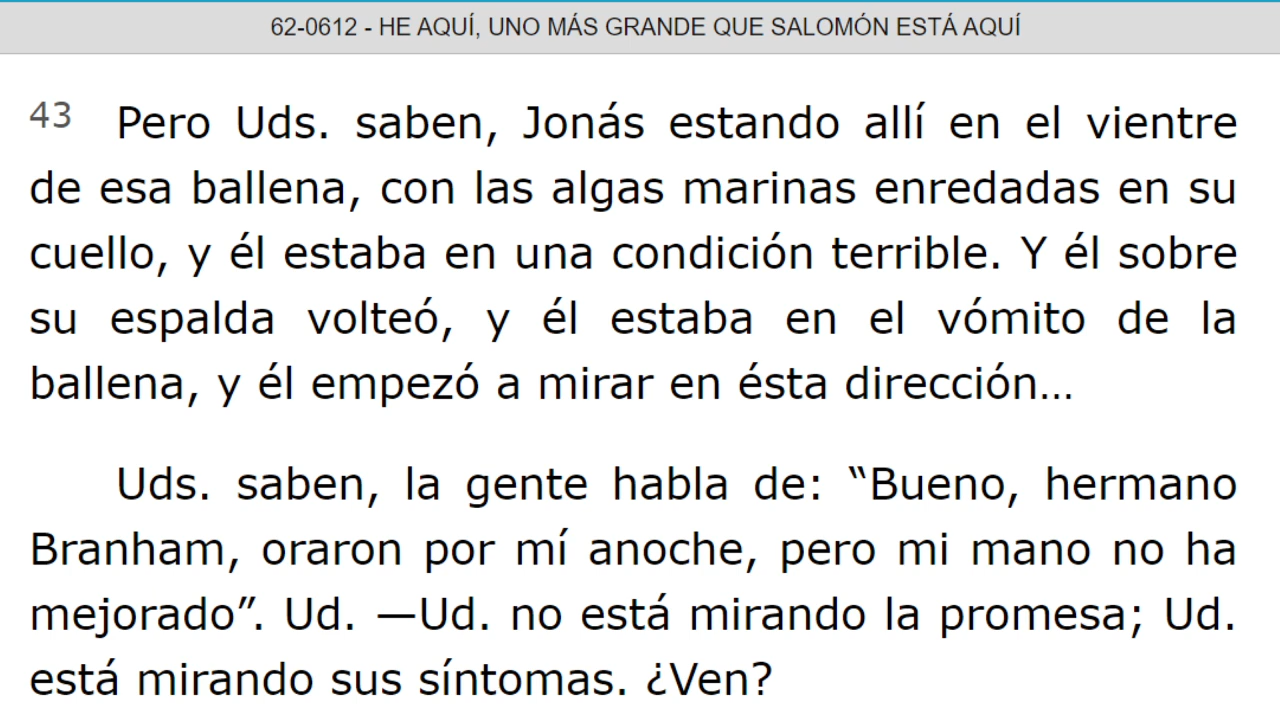 62-0612 - HE AQUÍ, UNO MÁS GRANDE QUE SALOMÓN ESTÁ AQUÍ
43 Pero Uds. saben, Jonás estando allí en el vientre
de esa ballena, con las algas marinas enredadas en su
cuello, y él estaba en una condición terrible. Y él sobre
su espalda volteó, y él estaba en el vómito de la
ballena, y él empezó a mirar en ésta dirección...
Uds. saben, la gente habla de: “Bueno, hermano
Branham, oraron por mí anoche, pero mi mano no ha
mejorado”. Ud. —Ud. no está mirando la promesa; Ud.
está mirando sus síntomas. ¿Ven?